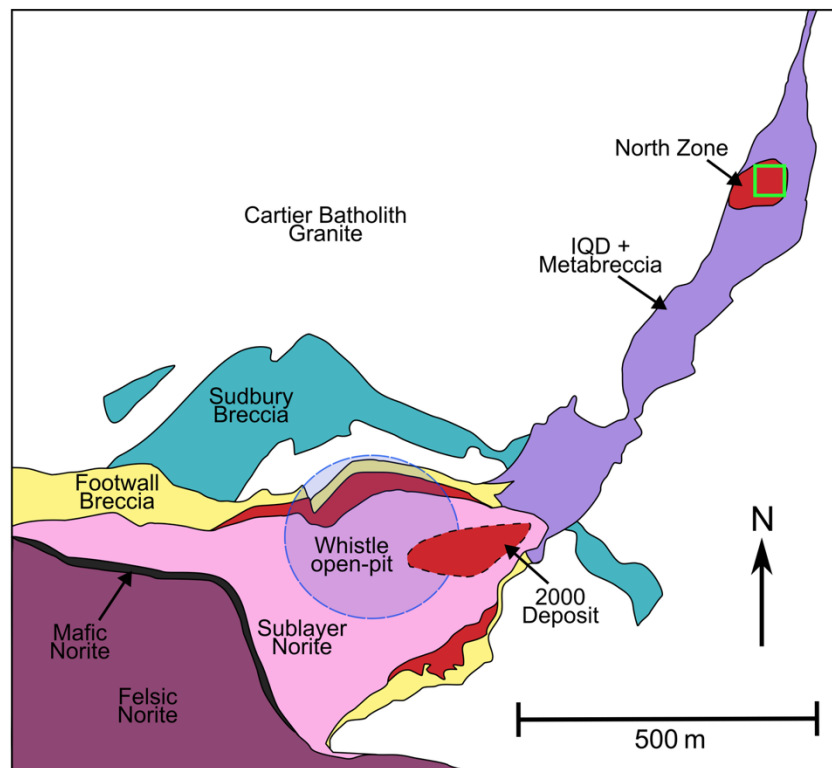 North Zone
Cartier Batholith
Granite
IQD +
Metabreccia
Sudbury
Breccia
Footwall
Breccia
N
Whistle
open-pit
2000
Deposit
Mafic
Norite
Sublayer
Norite
Felsic
Norite
500 m